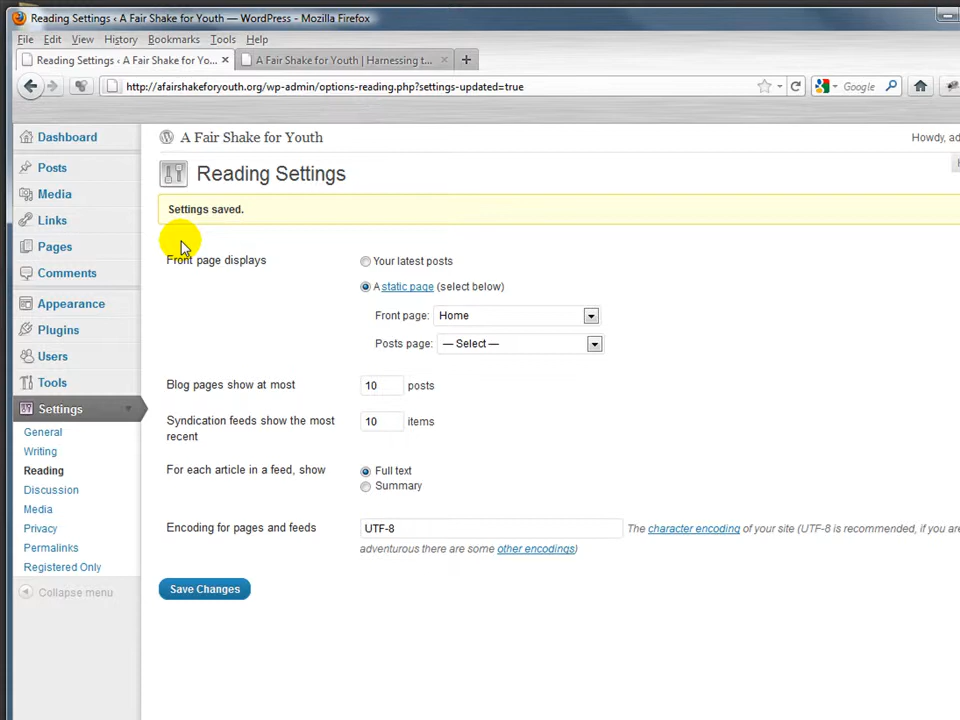 Reading Settings ‹ A Fair Shake for Youth — WordPress - Mozilla Firefox
File Edit View History Bookmarks Tools Help
Reading Settings ‹ A Fair Shake for Yo... × A Fair Shake for Youth | Harnessing t... × +
http://afairshakeforyouth.org/wp-admin/options-reading.php?settings-updated=true Google
Dashboard
Posts
Media
Links
Pages
Comments
Appearance
Plugins
Users
Tools
Settings
General
Writing
Reading
Discussion
Media
Privacy
Permalinks
Registered Only
Collapse menu
A Fair Shake for Youth Howdy, ad
Reading Settings
Settings saved.
Front page displays Your latest posts
A static page (select below)
Front page: Home
Posts page: — Select —
Blog pages show at most 10 posts
Syndication feeds show the most recent 10 items
For each article in a feed, show Full text
Summary
Encoding for pages and feeds UTF-8 The character encoding of your site (UTF-8 is recommended, if you are
adventurous there are some other encodings)
Save Changes